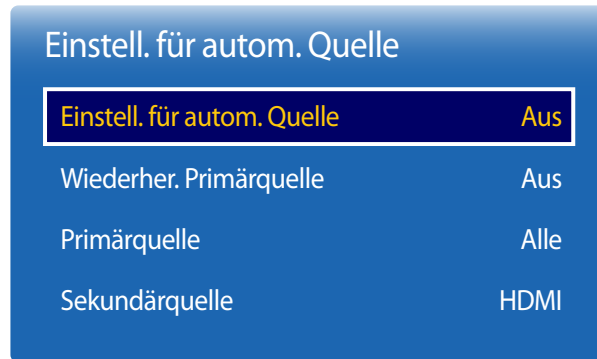 Einstell. für autom. Quelle
Einstell. für autom. Quelle Aus
Wiederher. Primärquelle Aus
Primärquelle Alle
Sekundärquelle HDMI